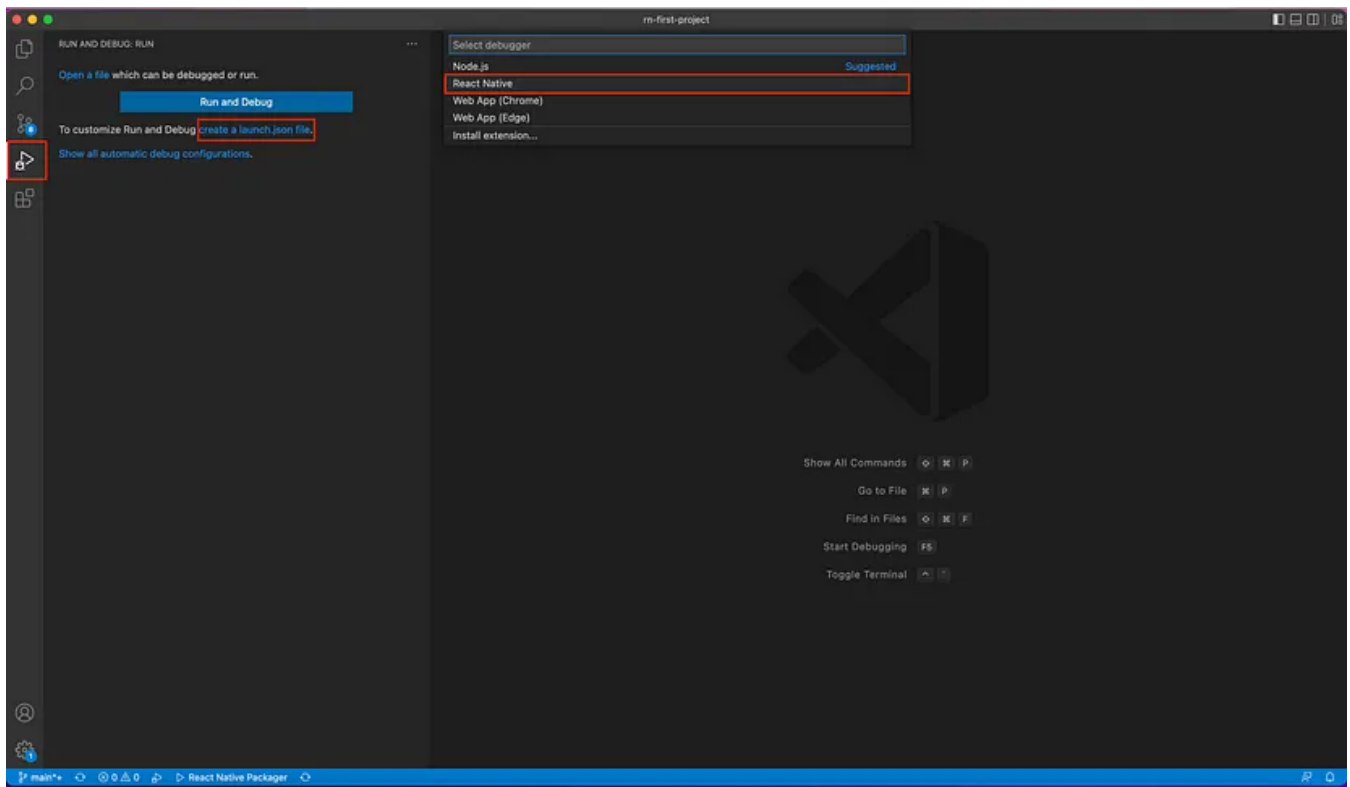 rn-first-project
RUN AND DEBUG: RUN
...
Open a file which can be debugged or run.
Run and Debug
To customize Run and Debug create a launch.json file.
Show all automatic debug configurations.
Select debugger
Node.js Suggested
React Native
Web App (Chrome)
Web App (Edge)
Install extension...
Show All Commands ⇧ ⌘ P
Go to File ⌘ P
Find in Files ⇧ ⌘ F
Start Debugging F5
Toggle Terminal ^ `
1
main*+ 0 0 React Native Packager